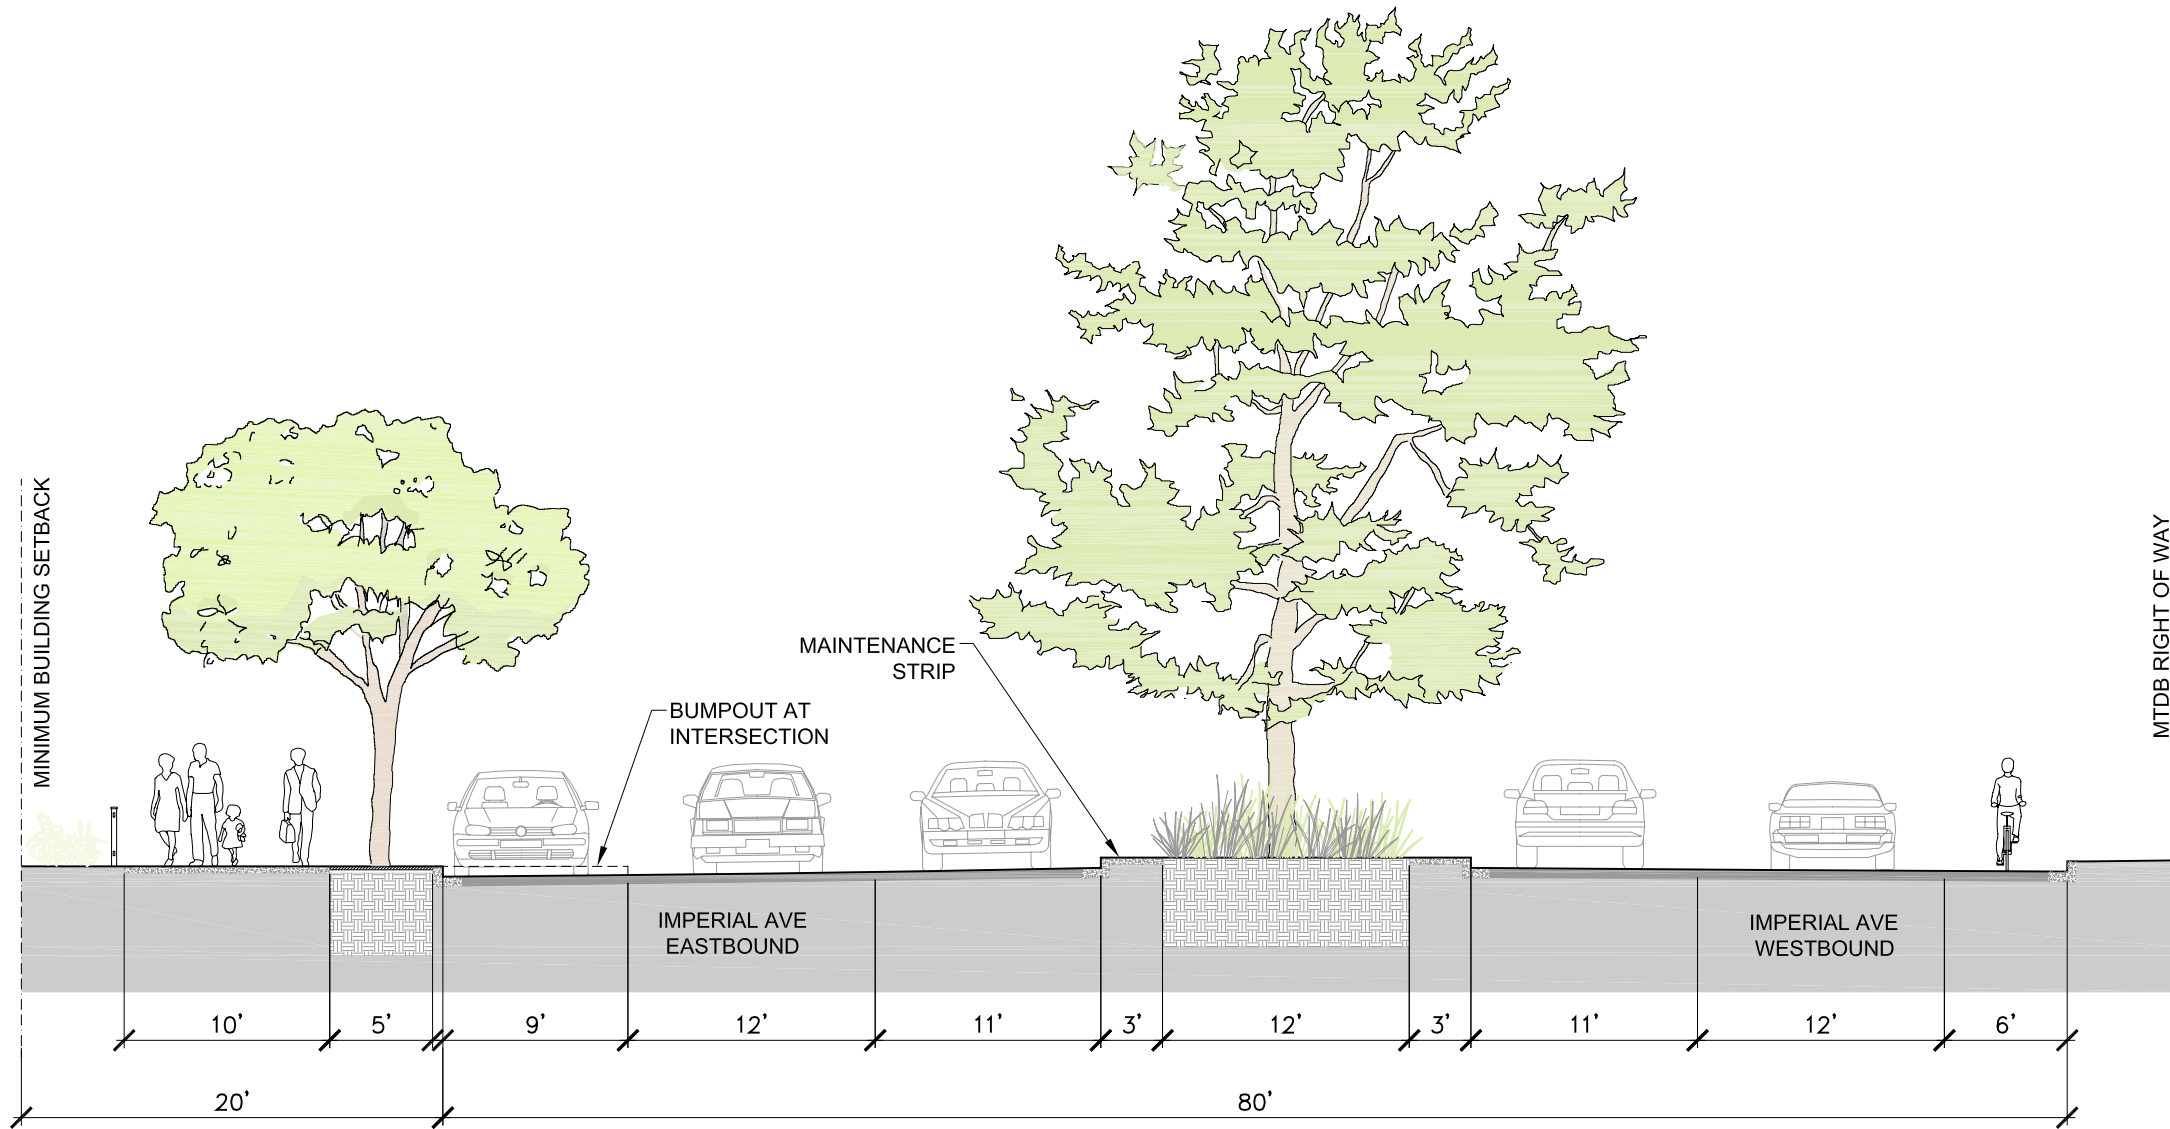 MINIMUM BUILDING SETBACK
MAINTENANCE
STRIP
BUMPOUT AT
INTERSECTION
MTDB RIGHT OF WAY
IMPERIAL AVE
EASTBOUND
IMPERIAL AVE
WESTBOUND
10' 5' 9' 12' 11' 3' 12' 3' 11' 12' 6'
20' 80'